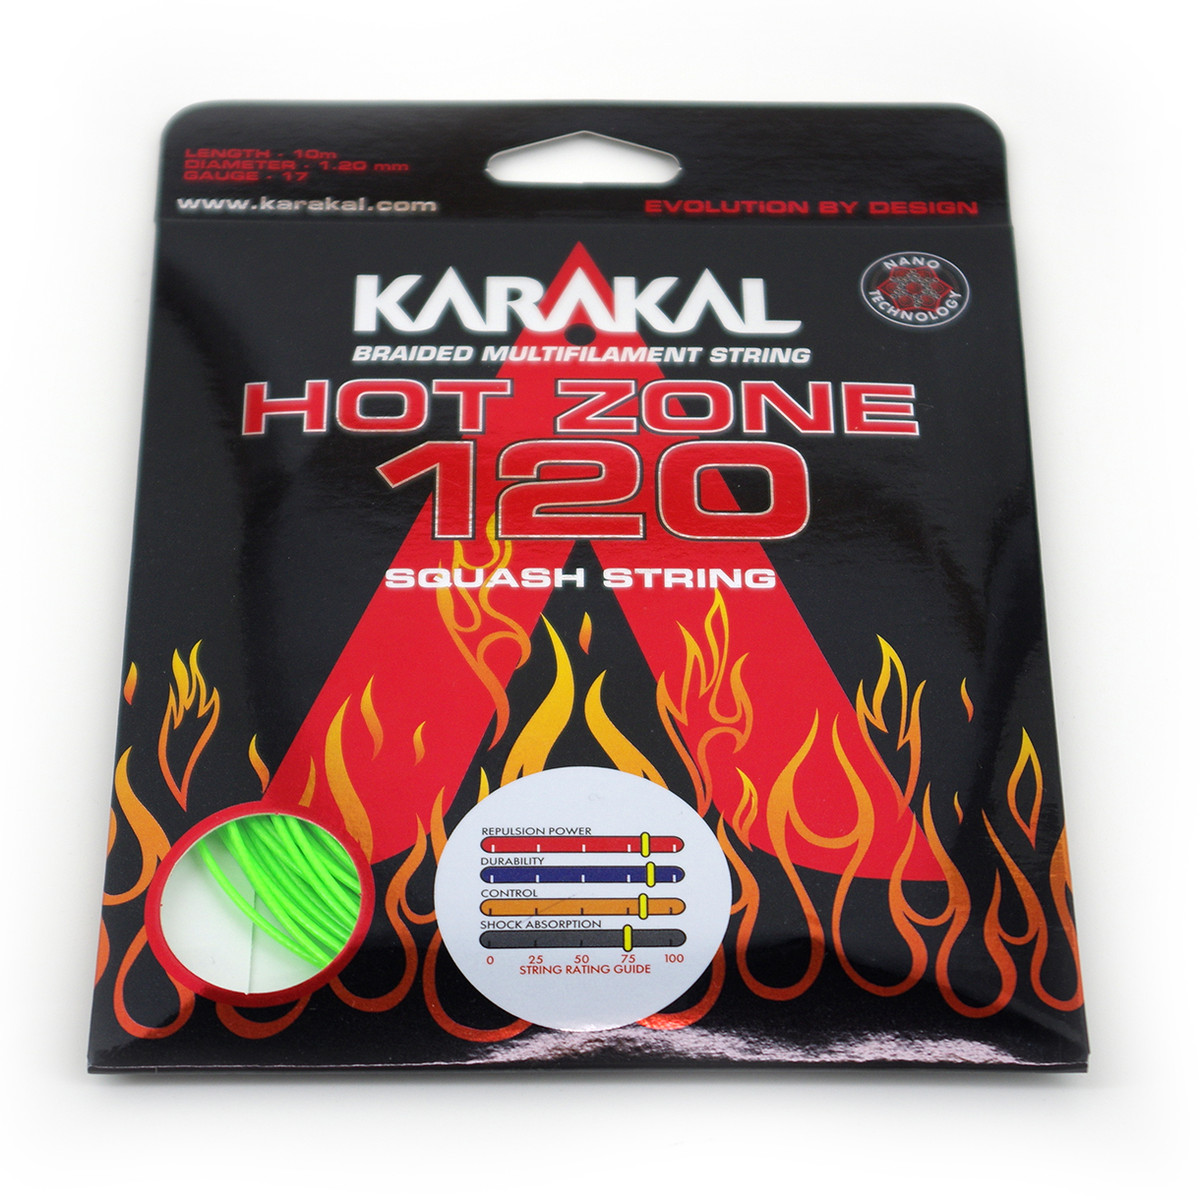 LENGTH - 10m
DIAMETER - 1.20 mm
GAUGE - 17
www.karakal.com
EVOLUTION BY DESIGN
NANO TECHNOLOGY
KARAKAL
BRAIDED MULTIFILAMENT STRING
HOT ZONE
120
SQUASH STRING
REPULSION POWER
DURABILITY
CONTROL
SHOCK ABSORPTION
0 25 50 75 100
STRING RATING GUIDE